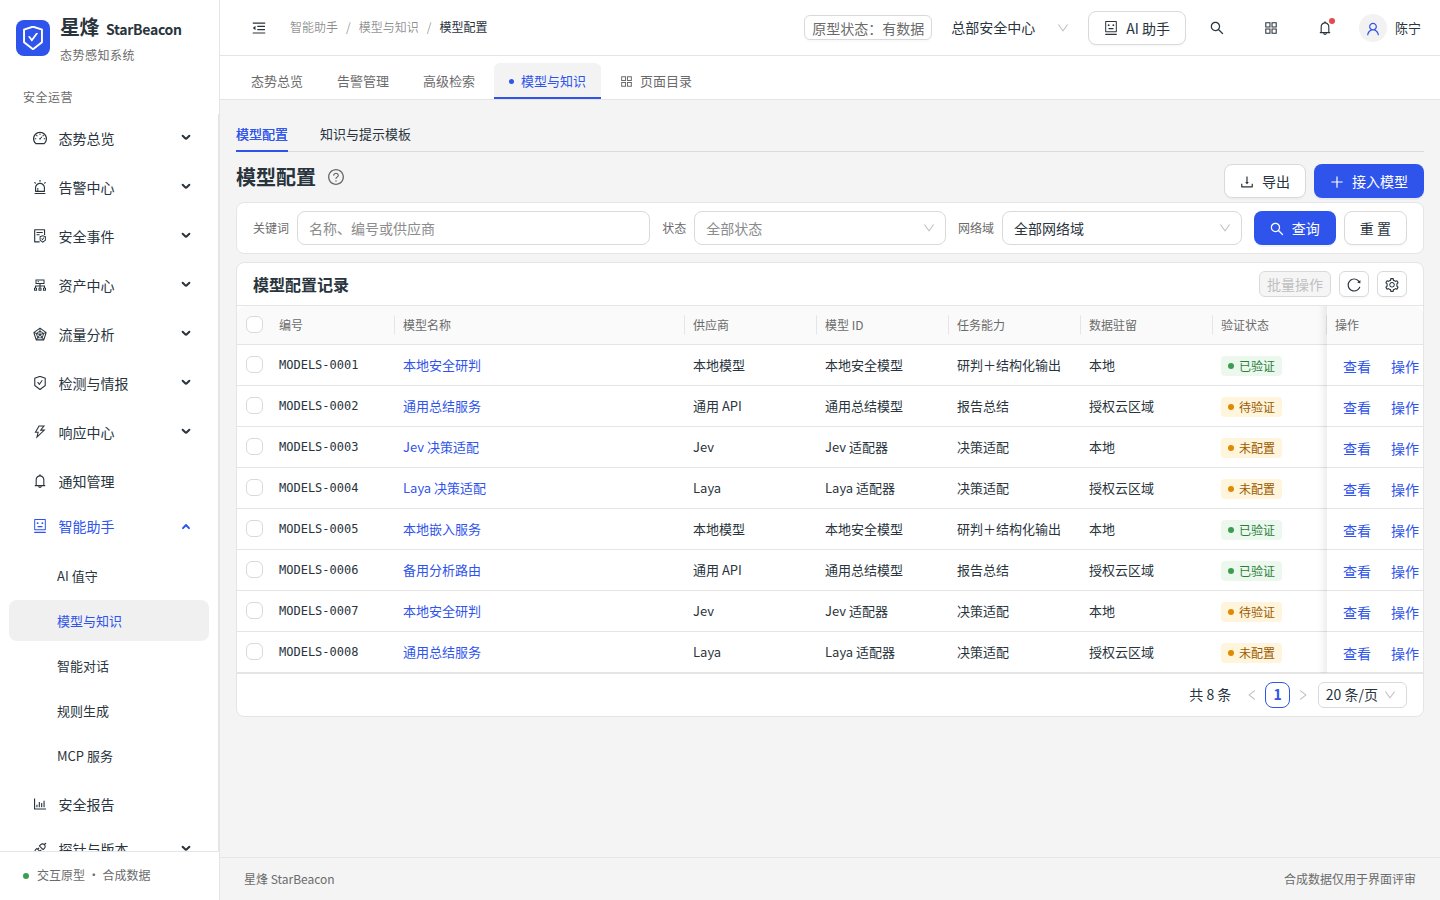 星烽 StarBeacon
态势感知系统
安全运营
态势总览
告警中心
安全事件
资产中心
流量分析
检测与情报
响应中心
通知管理
智能助手
AI 值守
模型与知识
智能对话
规则生成
MCP 服务
安全报告
探针与版本
交互原型 · 合成数据
智能助手 / 模型与知识 / 模型配置
原型状态：有数据
总部安全中心
AI 助手
陈宁
态势总览 告警管理 高级检索 模型与知识 页面目录
模型配置 知识与提示模板
模型配置
导出
接入模型
关键词 名称、编号或供应商 状态 全部状态 网络域 全部网络域 查询 重 置
模型配置记录
批量操作
编号 模型名称 供应商 模型 ID 任务能力 数据驻留 验证状态 操作
MODELS-0001 本地安全研判 本地模型 本地安全模型 研判＋结构化输出 本地 已验证 查看 操作
MODELS-0002 通用总结服务 通用 API 通用总结模型 报告总结 授权云区域 待验证 查看 操作
MODELS-0003 Jev 决策适配 Jev Jev 适配器 决策适配 本地 未配置 查看 操作
MODELS-0004 Laya 决策适配 Laya Laya 适配器 决策适配 授权云区域 未配置 查看 操作
MODELS-0005 本地嵌入服务 本地模型 本地安全模型 研判＋结构化输出 本地 已验证 查看 操作
MODELS-0006 备用分析路由 通用 API 通用总结模型 报告总结 授权云区域 已验证 查看 操作
MODELS-0007 本地安全研判 Jev Jev 适配器 决策适配 本地 待验证 查看 操作
MODELS-0008 通用总结服务 Laya Laya 适配器 决策适配 授权云区域 未配置 查看 操作
共 8 条 1 20 条/页
星烽 StarBeacon
合成数据仅用于界面评审